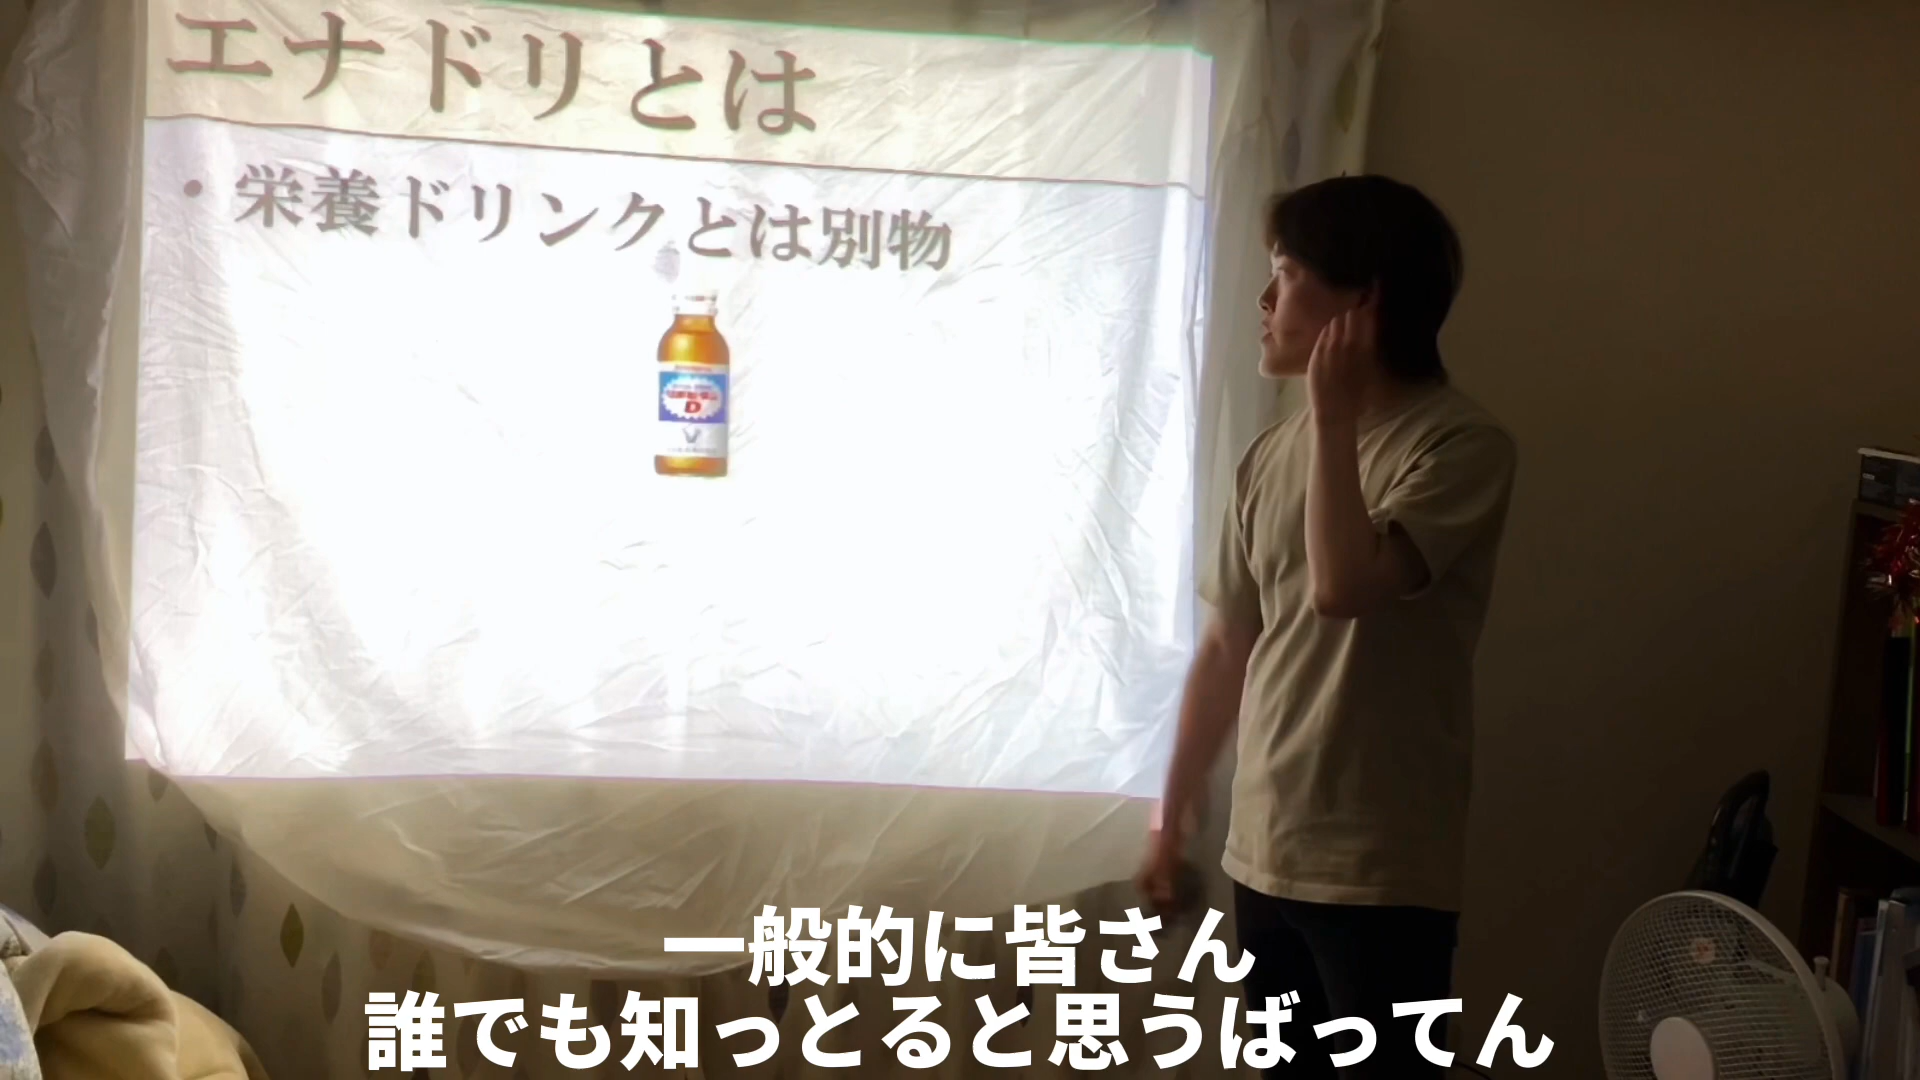 エナドリとは
・栄養ドリンクとは別物
D
一般的に皆さん
誰でも知っとると思うばってん